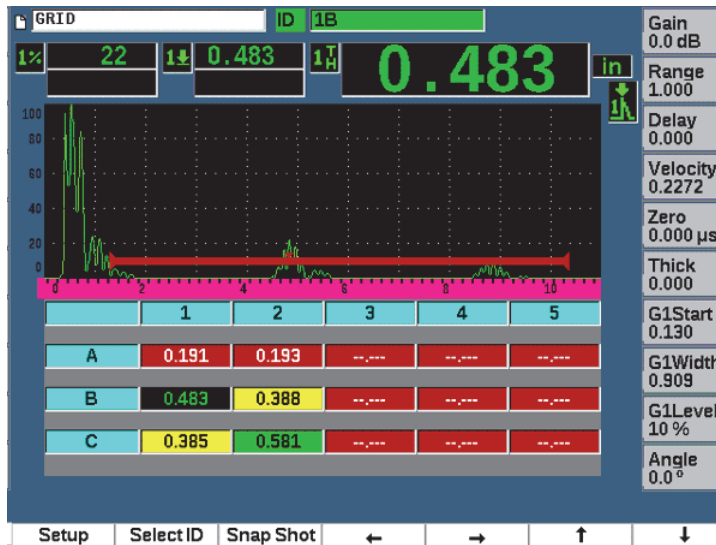 GRID ID 1B
1% 22 1 0.483 1 T H 0.483 in
1
100
80
60
40
20
0
0 2 4 6 8 10
1 2 3 4 5
A 0.191 0.193 --.--- --.--- --.---
B 0.483 0.388 --.--- --.--- --.---
C 0.385 0.581 --.--- --.--- --.---
Gain
0.0 dB
Range
1.000
Delay
0.000
Velocity
0.2272
Zero
0.000 µs
Thick
0.000
G1Start
0.130
G1Width
0.909
G1Level
10 %
Angle
0.0 º
Setup Select ID Snap Shot ← → ↑ ↓